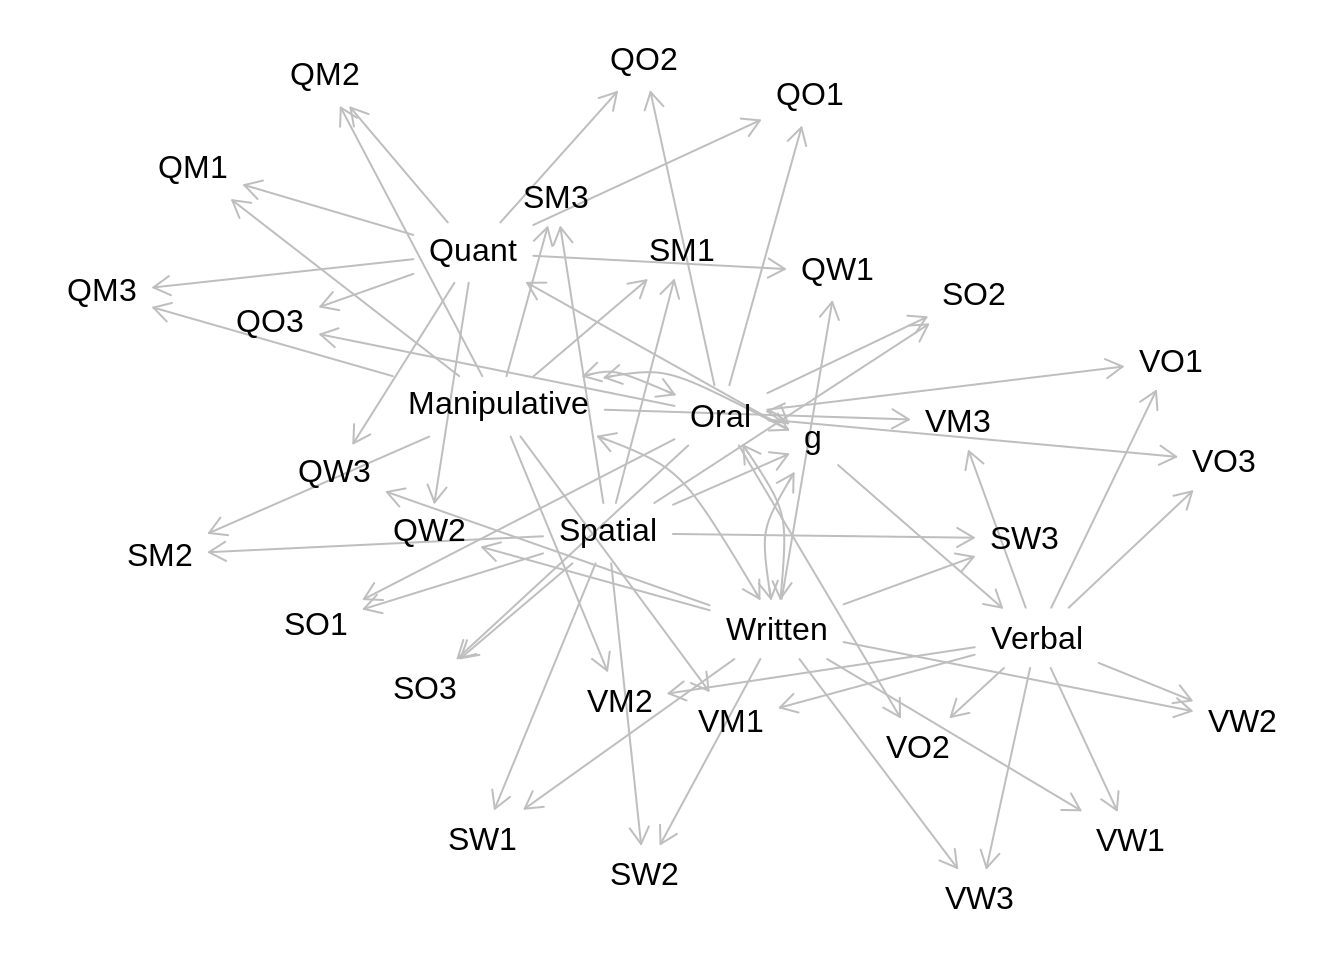 QO2
QM2
QO1
QM1
SM3
Quant
SM1
QW1
QM3
SO2
QO3
VO1
Manipulative
Oral
VM3
g
QW3
VO3
QW2
Spatial
SW3
SM2
SO1
Written
Verbal
SO3
VM2
VM1
VW2
VO2
SW1
VW1
SW2
VW3